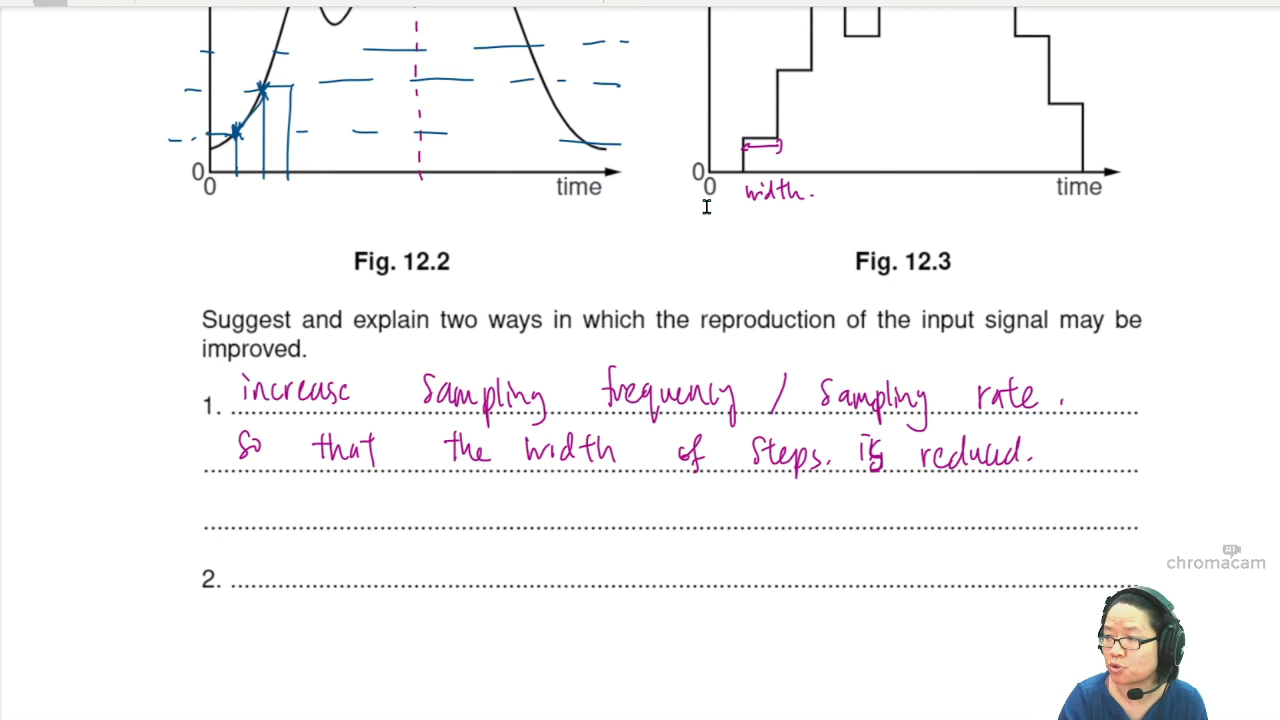 0
0
time
0
0
width.
time
Fig. 12.2
Fig. 12.3
Suggest and explain two ways in which the reproduction of the input signal may be
improved.
1. increase sampling frequency / sampling rate.
so that the width of steps. is reduced.
2.
chromacam